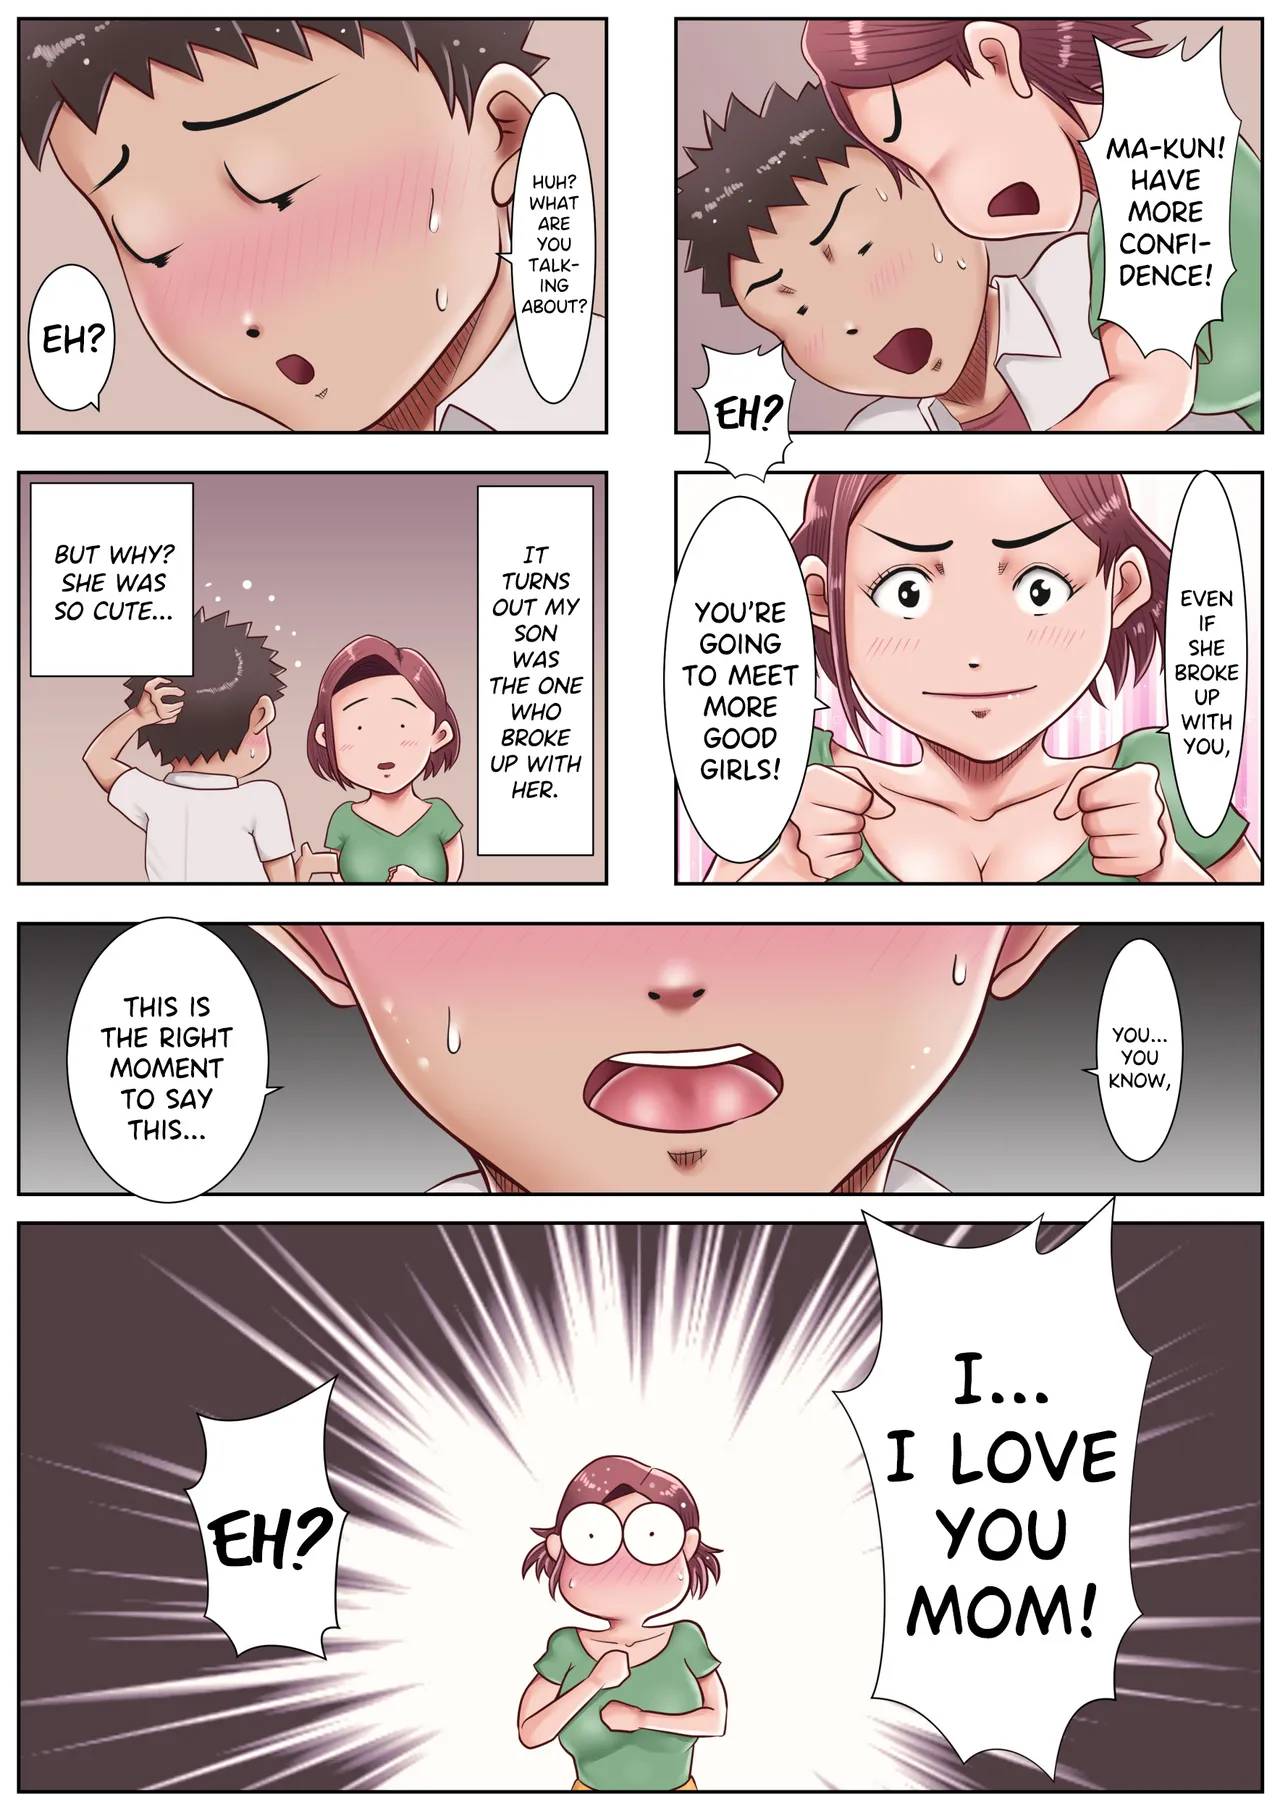 MA-KUN!
HAVE
MORE
CONFI-
DENCE!
EH?
HUH?
WHAT
ARE
YOU
TALK-
ING
ABOUT?
EH?
EVEN
IF
SHE
BROKE
UP
WITH
YOU,
YOU'RE
GOING
TO MEET
MORE
GOOD
GIRLS!
IT
TURNS
OUT MY
SON
WAS
THE ONE
WHO
BROKE
UP WITH
HER.
BUT WHY?
SHE WAS
SO CUTE...
YOU...
YOU
KNOW,
THIS IS
THE RIGHT
MOMENT
TO SAY
THIS...
I...
I LOVE
YOU
MOM!
EH?